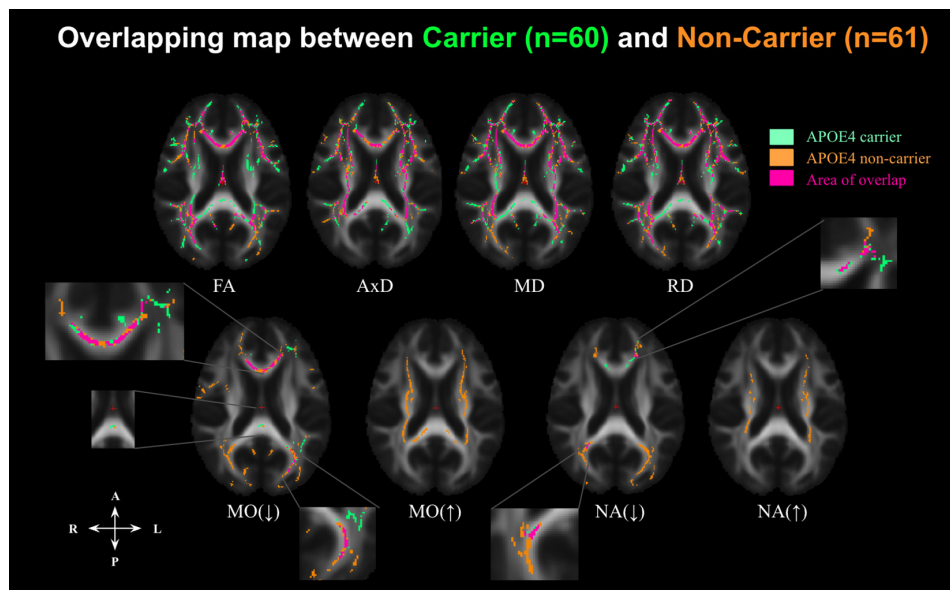 Overlapping map between Carrier (n=60) and Non-Carrier (n=61)
APOE4 carrier
APOE4 non-carrier
Area of overlap
FA
AxD
MD
RD
MO(↓)
MO(↑)
NA(↓)
NA(↑)
A
R
L
P